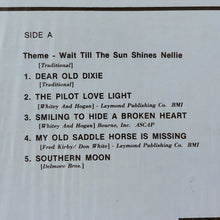 SIDE A
Theme - Wait Till The Sun Shines Nellie
[Traditional]
1. DEAR OLD DIXIE
[Traditional]
2. THE PILOT LOVE LIGHT
[Whitey And Hogan] - Laymond Publishing Co. BMI
3. SMILING TO HIDE A BROKEN HEART
[Whitey And Hogan] Bourne, Inc. ASCAP
4. MY OLD SADDLE HORSE IS MISSING
[Fred Kirby/ Don White] - Laymond Publishing Co. BMI
5. SOUTHERN MOON
[Delmore Bros.]